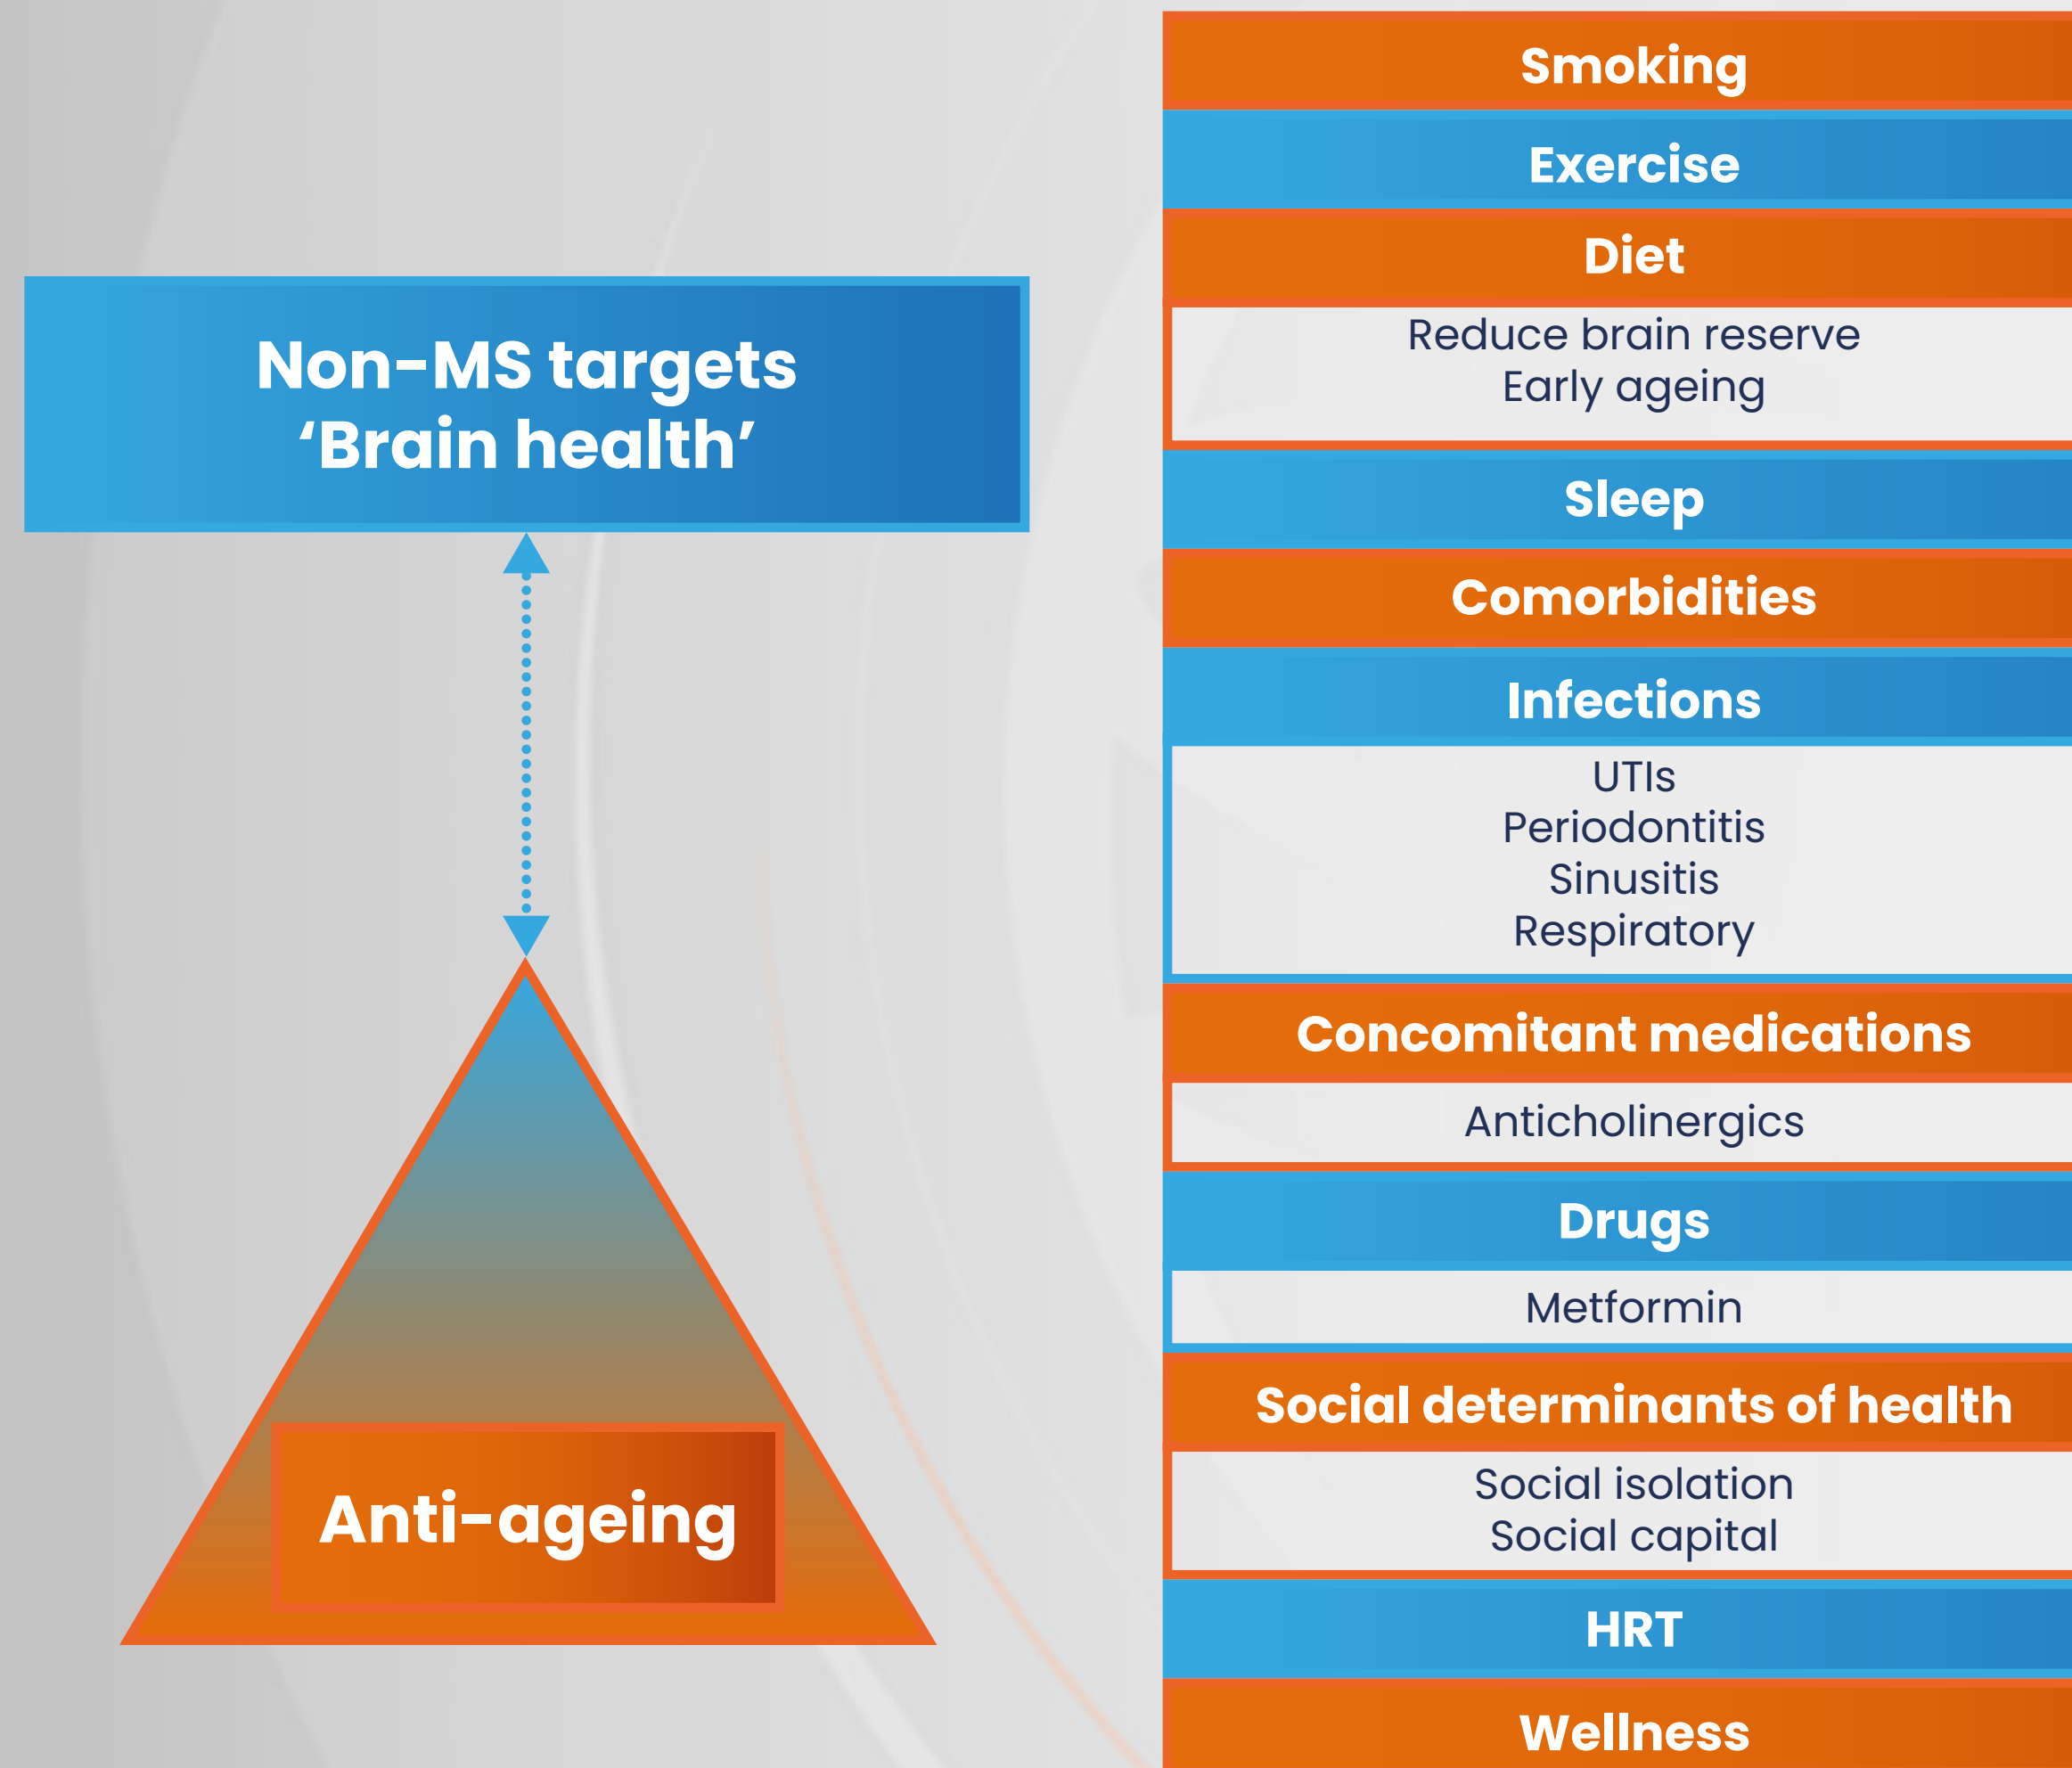 Non-MS targets
‘Brain health’
Anti-ageing
Smoking
Exercise
Diet
Reduce brain reserve
Early ageing
Sleep
Comorbidities
Infections
UTIs
Periodontitis
Sinusitis
Respiratory
Concomitant medications
Anticholinergics
Drugs
Metformin
Social determinants of health
Social isolation
Social capital
HRT
Wellness